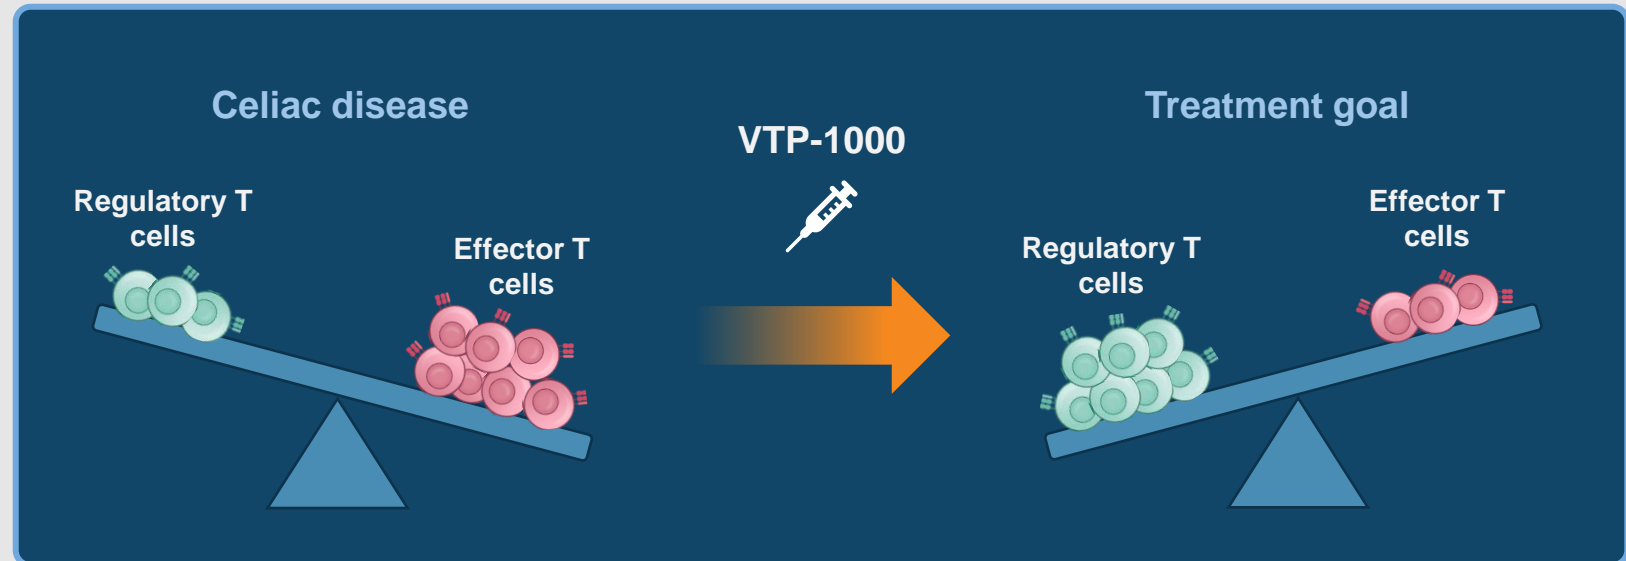 Celiac disease
Regulatory T
cells
Effector T
cells
VTP-1000
Treatment goal
Regulatory T
cells
Effector T
cells